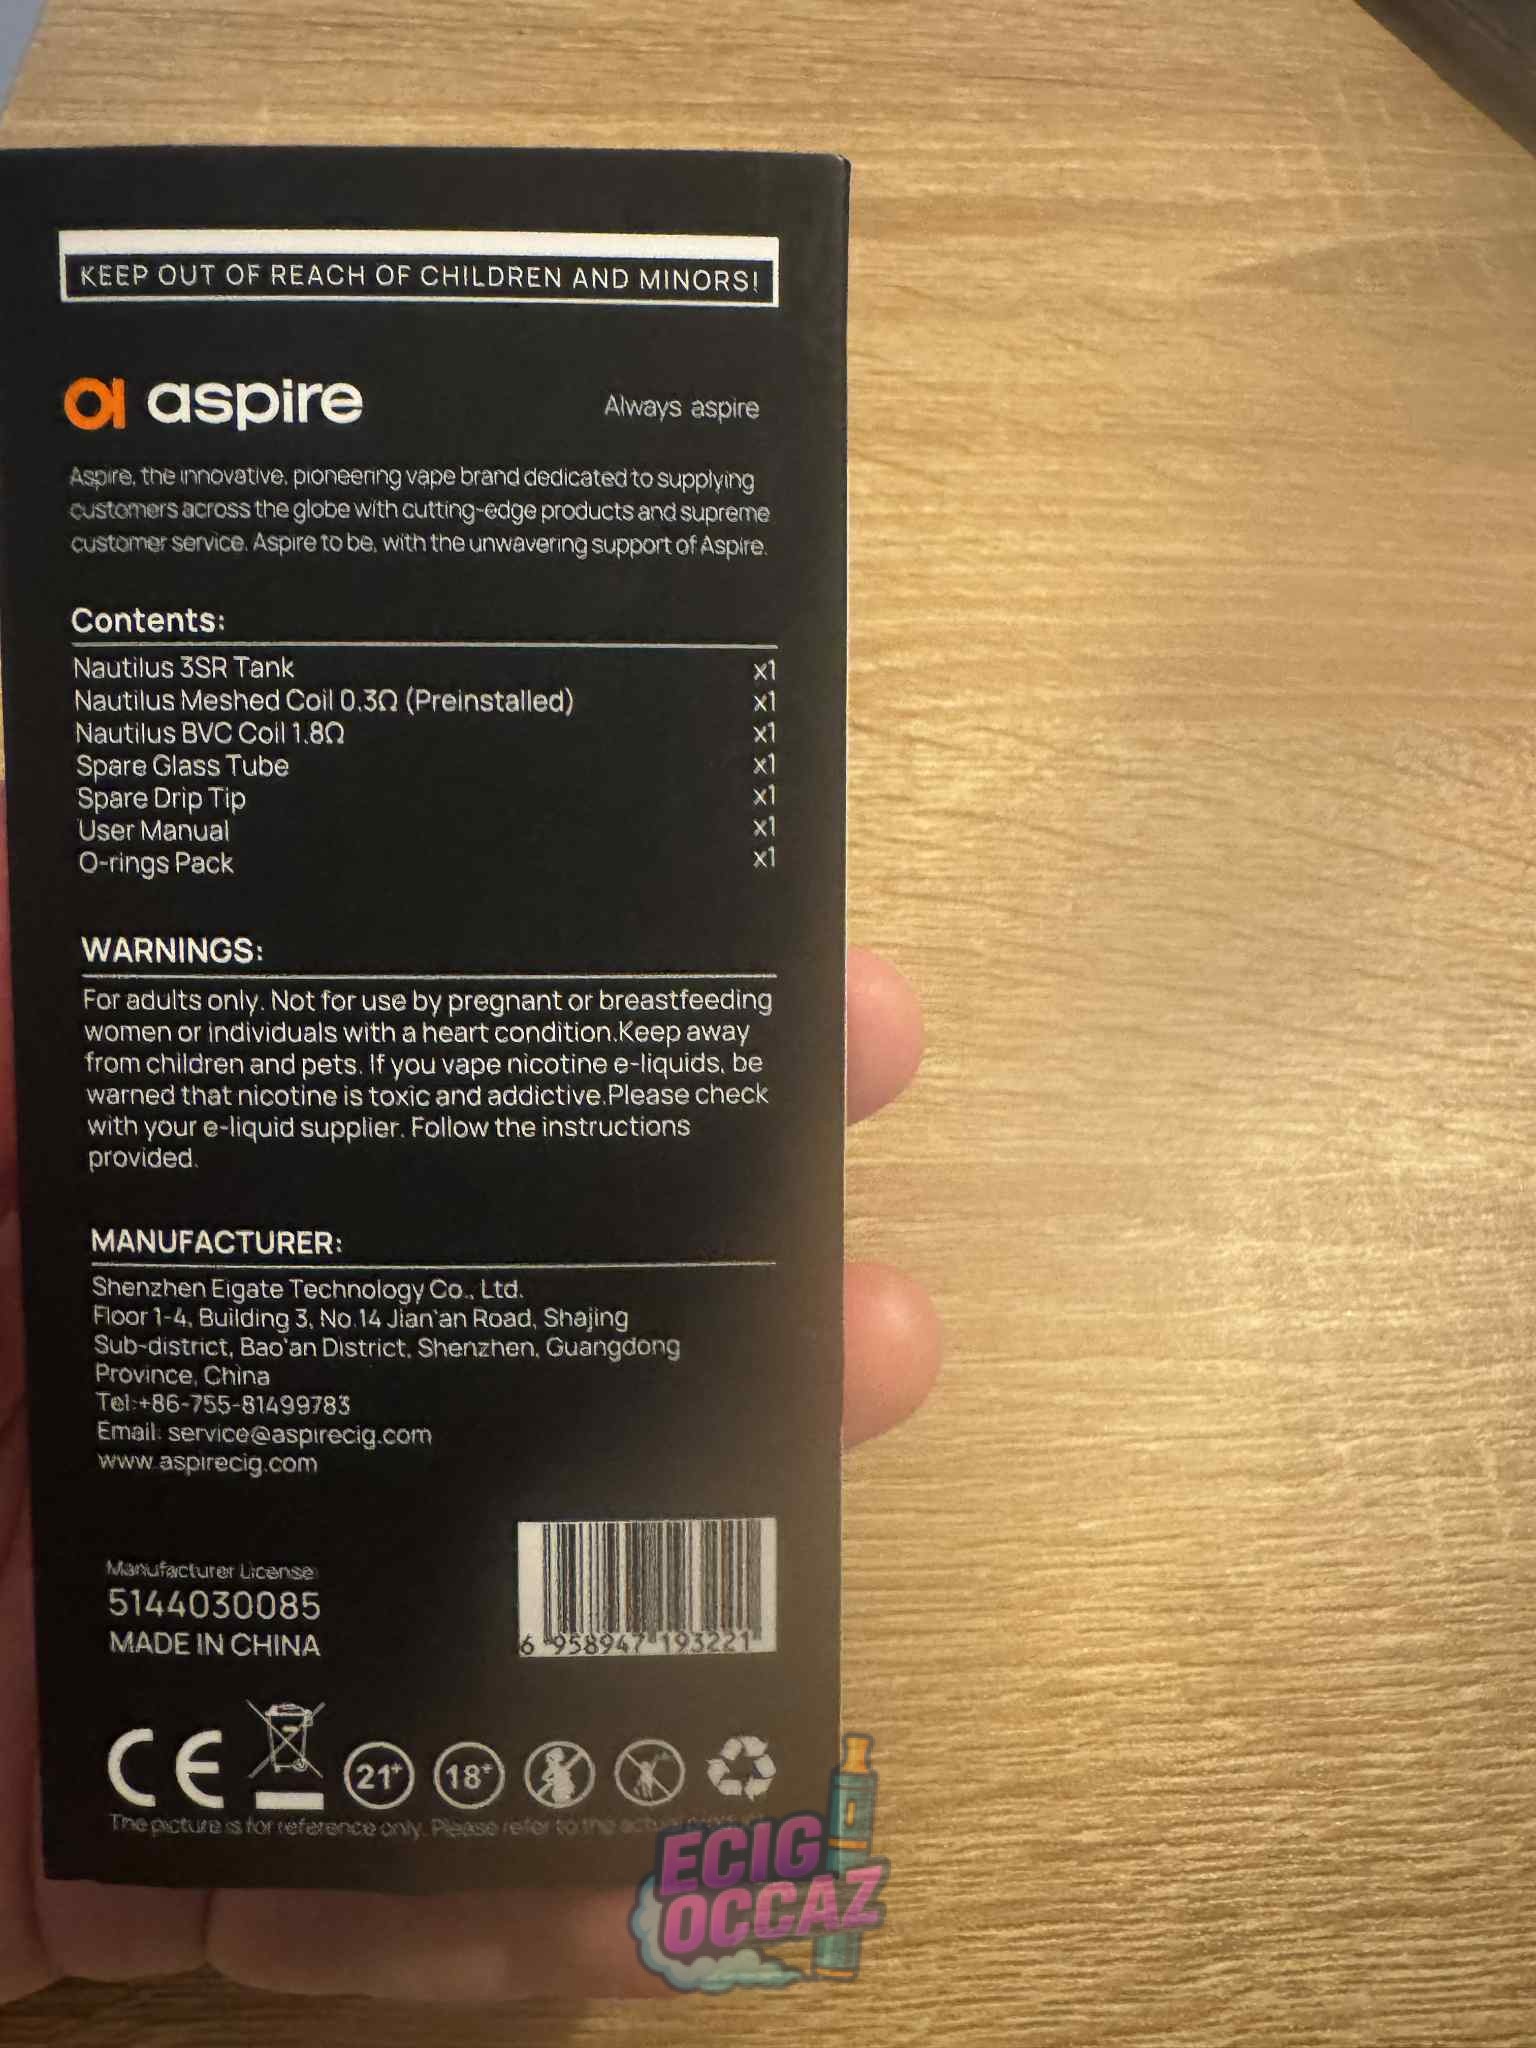 KEEP OUT OF REACH OF CHILDREN AND MINORS!
aspire
Always aspire
Aspire, the innovative, pioneering vape brand dedicated to supplying
customers across the globe with cutting-edge products and supreme
customer service. Aspire to be, with the unwavering support of Aspire.
Contents:
Nautilus 3SR Tank x1
Nautilus Meshed Coil 0.3Ω (Preinstalled) x1
Nautilus BVC Coil 1.8Ω x1
Spare Glass Tube x1
Spare Drip Tip x1
User Manual x1
O-rings Pack x1
WARNINGS:
For adults only. Not for use by pregnant or breastfeeding
women or individuals with a heart condition.Keep away
from children and pets. If you vape nicotine e-liquids, be
warned that nicotine is toxic and addictive.Please check
with your e-liquid supplier. Follow the instructions
provided.
MANUFACTURER:
Shenzhen Eigate Technology Co., Ltd.
Floor 1-4, Building 3, No.14 Jian'an Road, Shajing
Sub-district, Bao'an District, Shenzhen, Guangdong
Province, China
Tel:+86-755-81499783
Email: service@aspirecig.com
www.aspirecig.com
Manufacturer License
5144030085
MADE IN CHINA
6 958947 193221
CE
21+
18+
The picture is for reference only. Please refer to the actual product
ECIG
OCCAZ